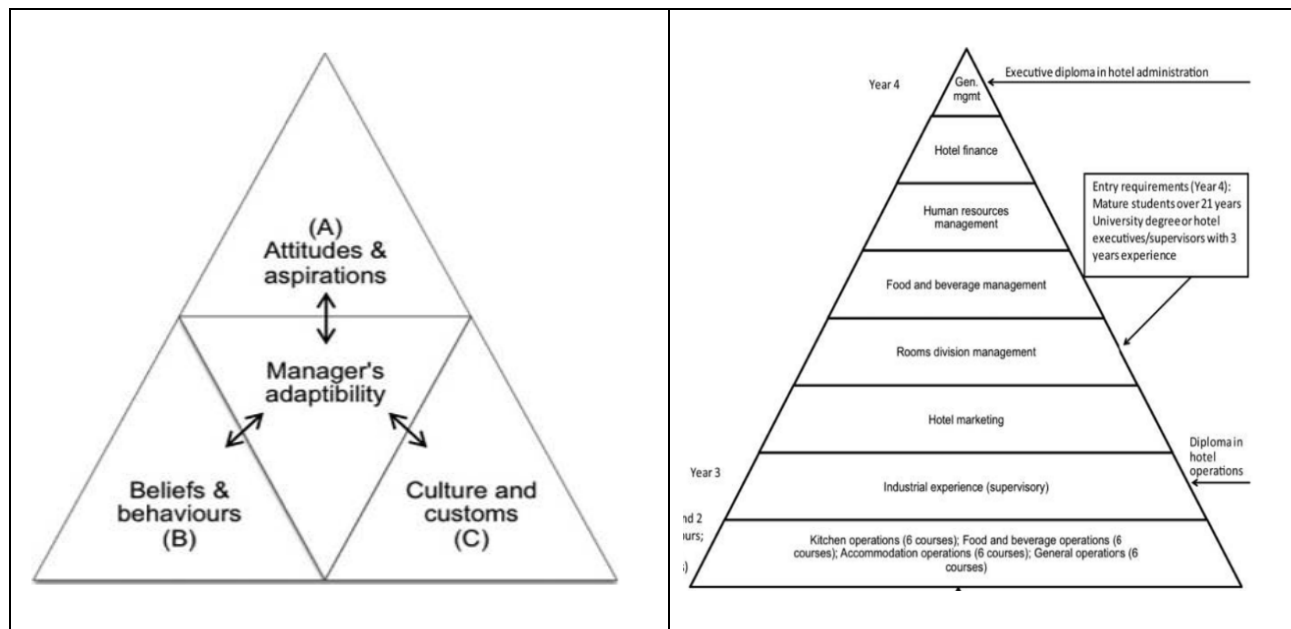 (A)
Attitudes &
aspirations
Manager's
adaptibility
Beliefs &
behaviours
(B)
Culture and
customs
(C)
Year 4
Gen.
mgmt
Executive diploma in hotel administration
Hotel finance
Human resources
management
Entry requirements (Year 4):
Mature students over 21 years
University degree or hotel
executives/supervisors with 3
years experience
Food and beverage management
Rooms division management
Hotel marketing
Diploma in
hotel
operations
Year 3
Industrial experience (supervisory)
nd 2
ours;
)
Kitchen operations (6 courses); Food and beverage operations (6
courses); Accommodation operations (6 courses); General operations (6
courses)